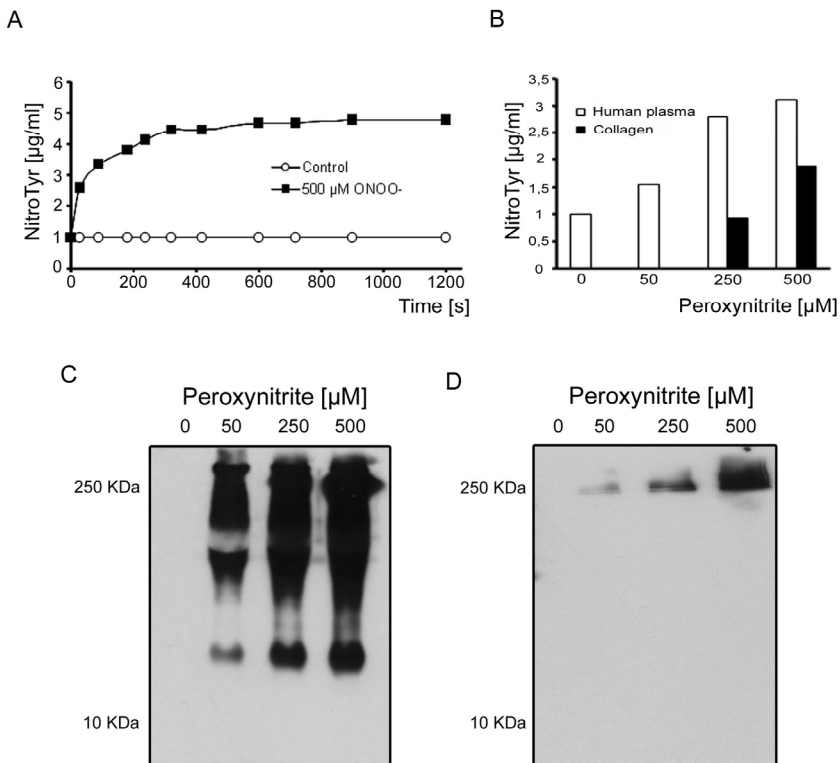 A
NitroTyr [µg/ml]
6
5
4
3
2
1
0
0 200 400 600 800 1000 1200
Time [s]
Control
500 µM ONOO-
B
NitroTyr [µg/ml]
3,5
3
2,5
2
1,5
1
0,5
0
Human plasma
Collagen
0 50 250 500
Peroxynitrite [µM]
C
Peroxynitrite [µM]
0 50 250 500
250 KDa
10 KDa
D
Peroxynitrite [µM]
0 50 250 500
250 KDa
10 KDa